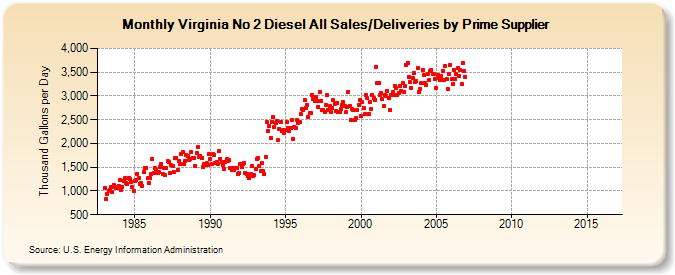 Monthly Virginia No 2 Diesel All Sales/Deliveries by Prime Supplier
Thousand Gallons per Day
4,000
3,500
3,000
2,500
2,000
1,500
1,000
500
1985 1990 1995 2000 2005 2010 2015
Source: U.S. Energy Information Administration